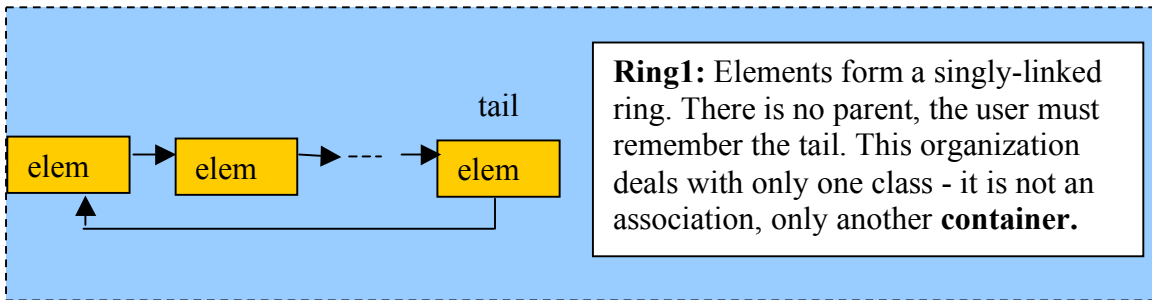 Ring1: Elements form a singly-linked
ring. There is no parent, the user must
remember the tail. This organization
deals with only one class - it is not an
association, only another container.
tail
elem
elem
elem